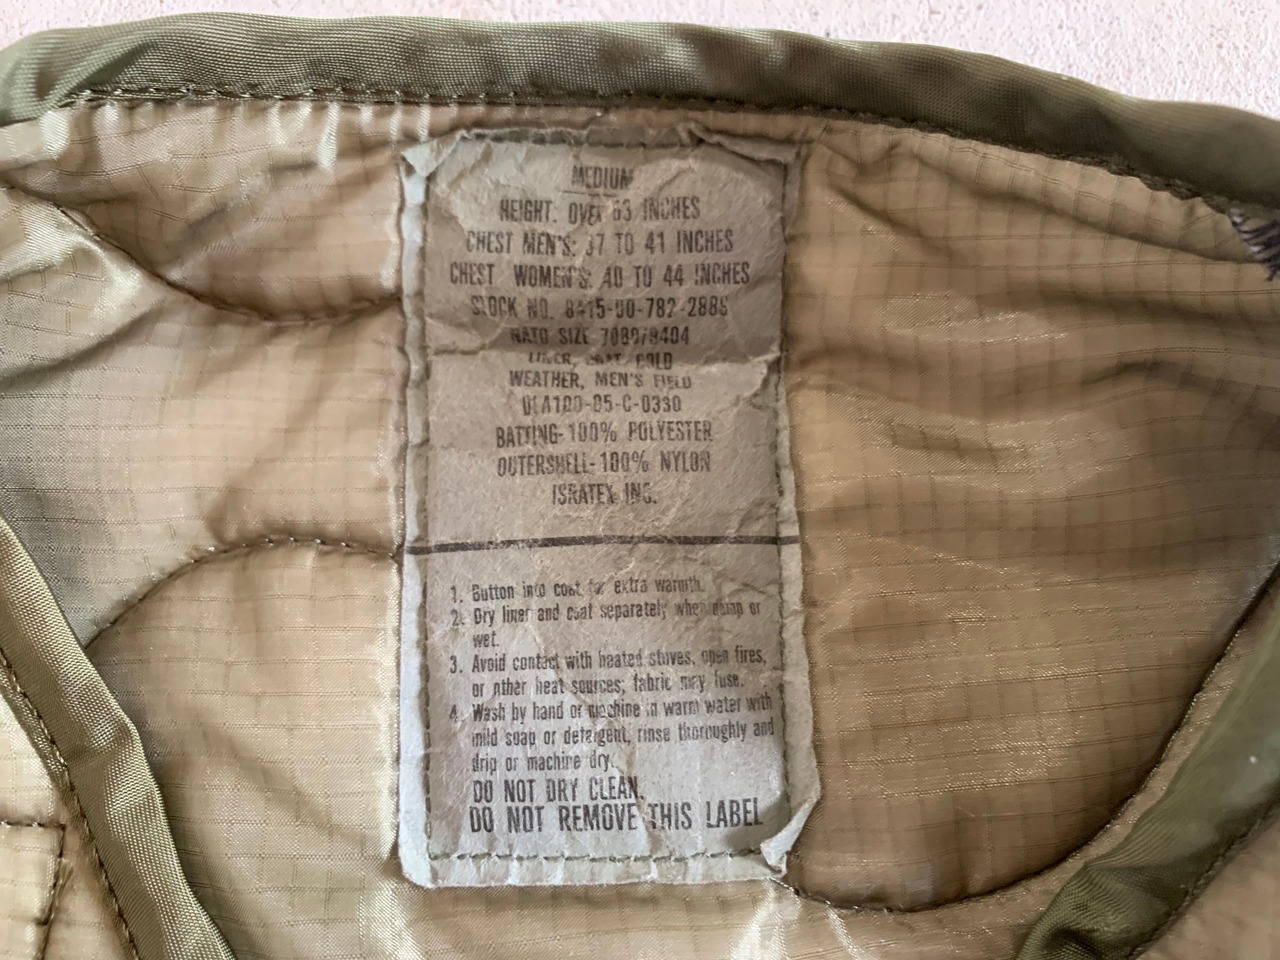 MEDIUM
HEIGHT: OVER 63 INCHES
CHEST MEN'S: 37 TO 41 INCHES
CHEST WOMEN'S: 40 TO 44 INCHES
STOCK NO. 8415-00-782-2888
NATO SIZE
LINER, COAT, COLD
WEATHER, MEN'S FIELD
DLA100-85-C-0330
BATTING-100% POLYESTER
OUTERSHELL-100% NYLON
ISRATEX INC.
1. Button into coat for extra warmth.
2. Dry liner and coat separately when damp or
wet.
3. Avoid contact with heated stoves, open fires,
or other heat sources; fabric may fuse.
4. Wash by hand or machine in warm water with
mild soap or detergent, rinse thoroughly and
drip or machine dry.
DO NOT DRY CLEAN.
DO NOT REMOVE THIS LABEL